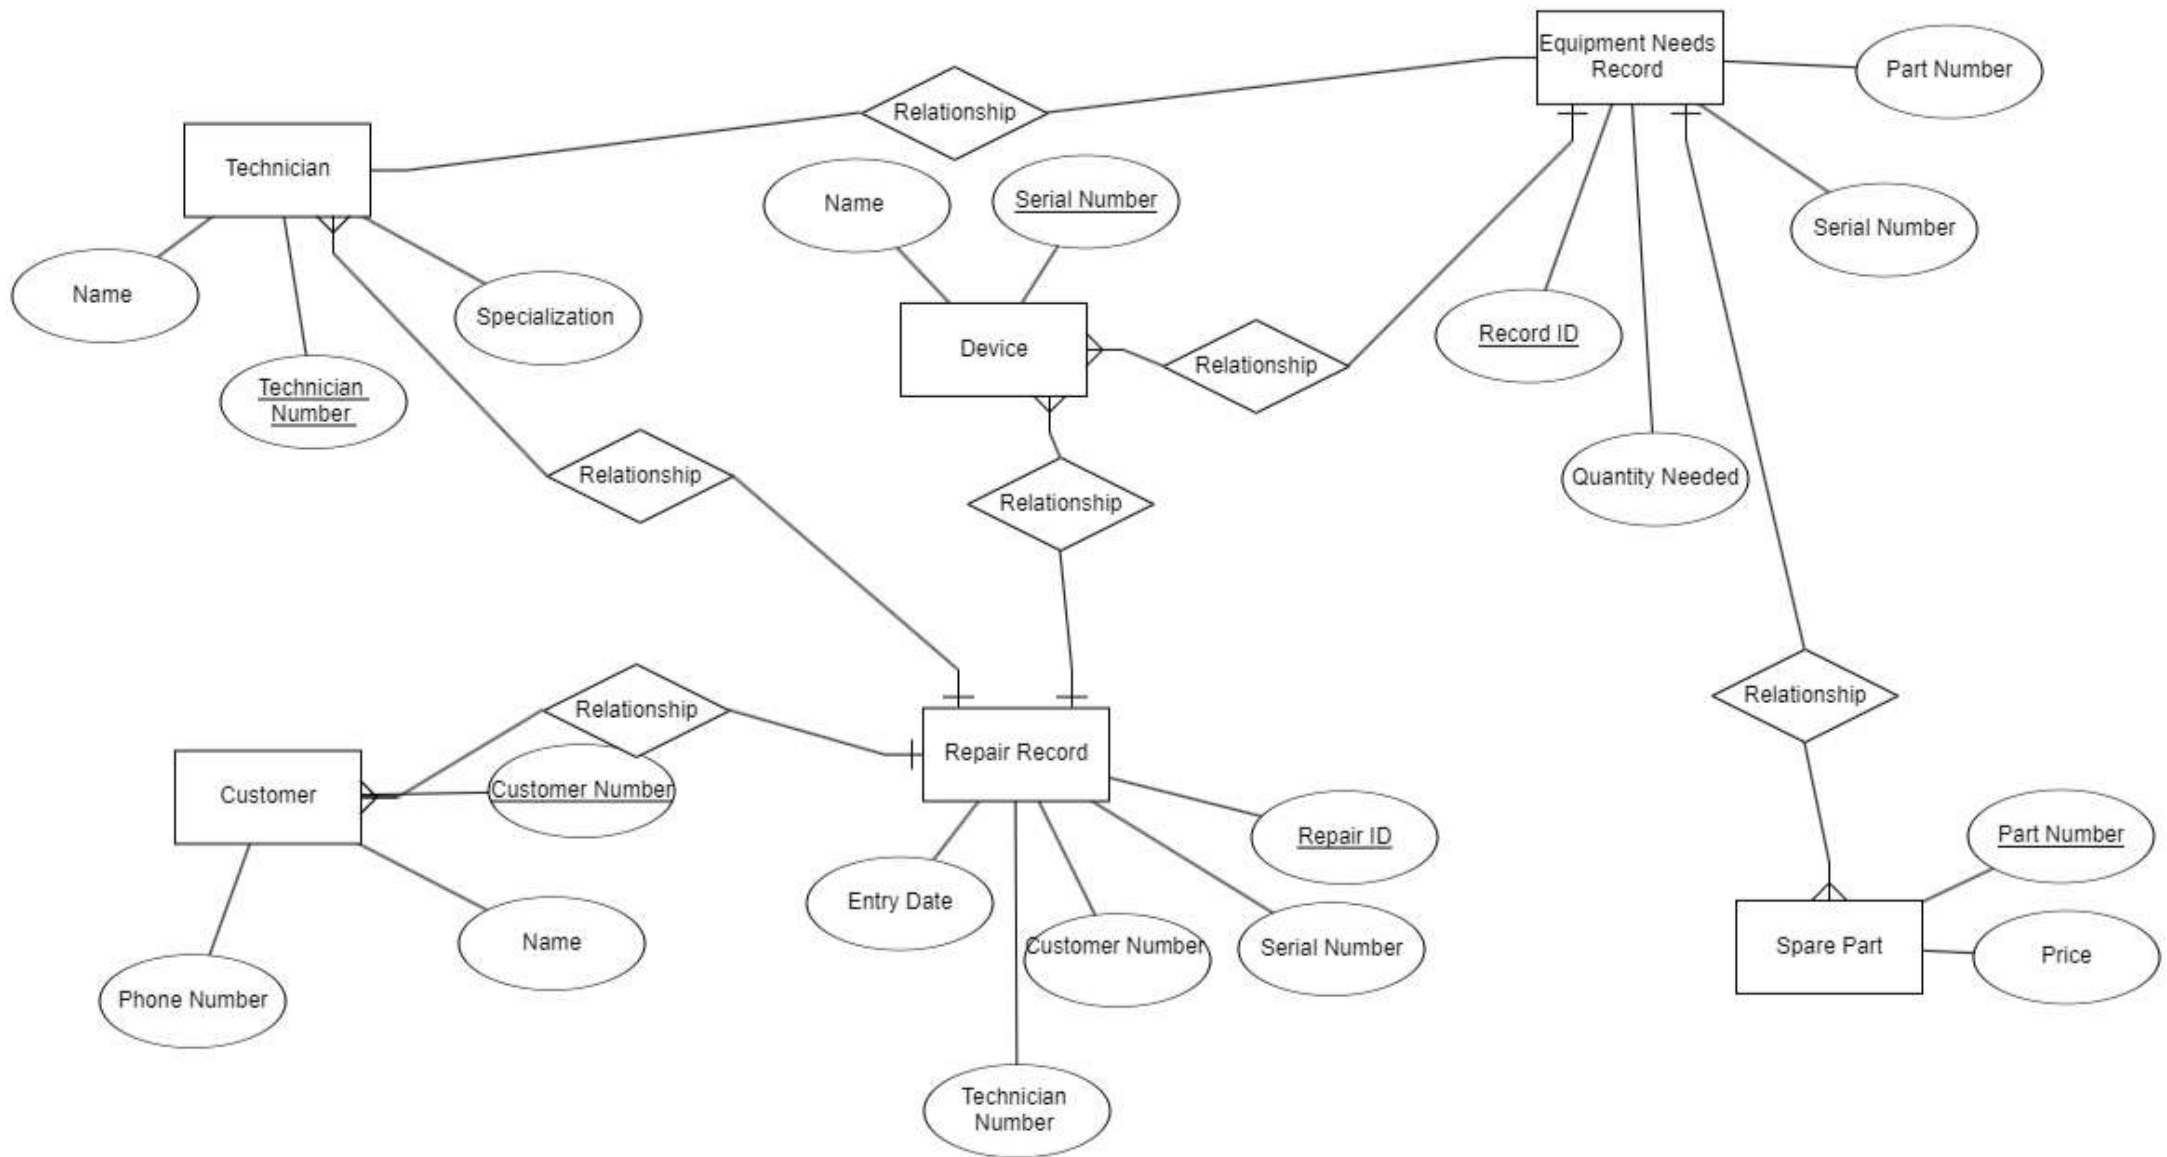 Equipment Needs
Record
Part Number
Relationship
Technician
Name
Serial Number
Serial Number
Name
Specialization
Device
Relationship
Record ID
Technician
Number
Relationship
Relationship
Quantity Needed
Relationship
Relationship
Customer
Customer Number
Repair Record
Repair ID
Part Number
Entry Date
Customer Number
Serial Number
Spare Part
Price
Name
Phone Number
Technician
Number